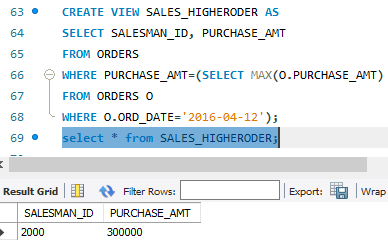 63 CREATE VIEW SALES_HIGHERODER AS
64 SELECT SALESMAN_ID, PURCHASE_AMT
65 FROM ORDERS
66 WHERE PURCHASE_AMT=(SELECT MAX(O.PURCHASE_AMT)
67 FROM ORDERS O
68 WHERE O.ORD_DATE='2016-04-12');
69 select * from SALES_HIGHERODER;
Result Grid Filter Rows: Export: Wrap
SALESMAN_ID PURCHASE_AMT
2000 300000